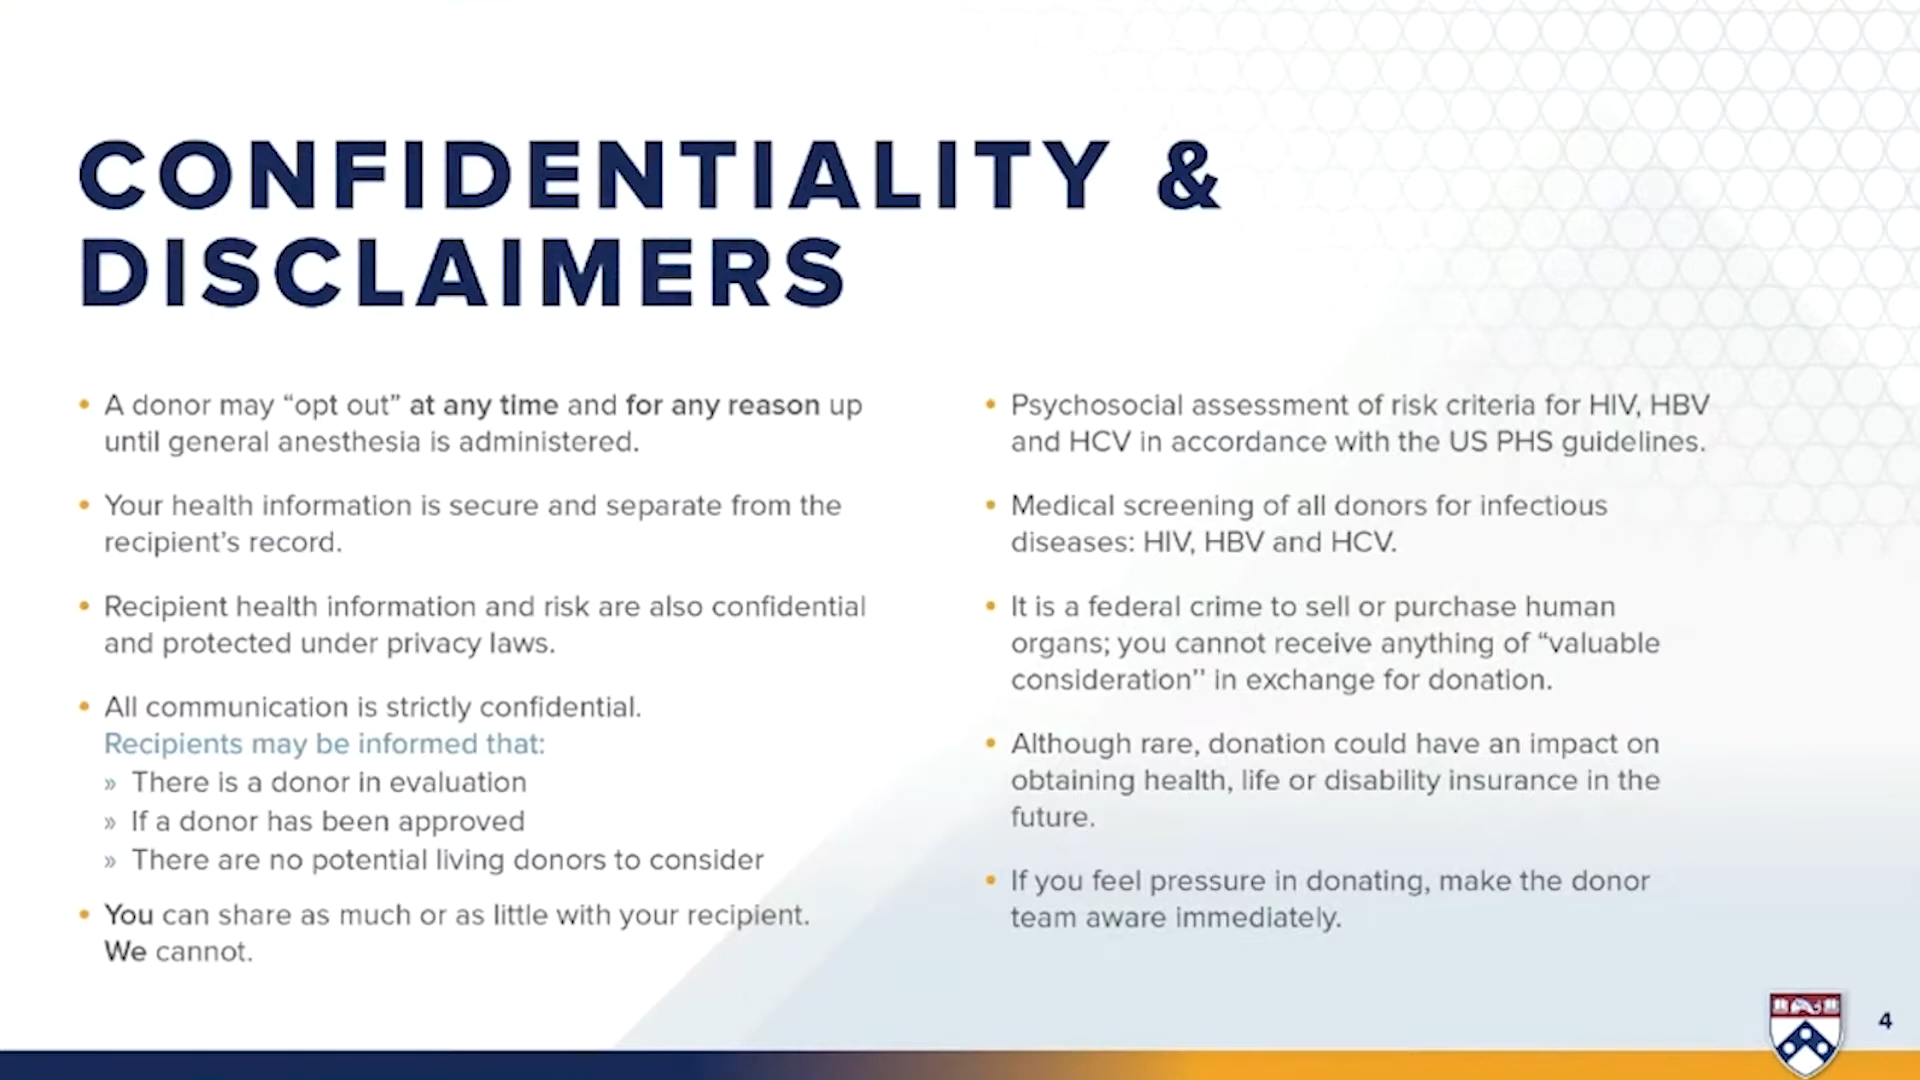 CONFIDENTIALITY &
DISCLAIMERS
• A donor may “opt out” at any time and for any reason up
until general anesthesia is administered.
• Your health information is secure and separate from the
recipient’s record.
• Recipient health information and risk are also confidential
and protected under privacy laws.
• All communication is strictly confidential.
Recipients may be informed that:
» There is a donor in evaluation
» If a donor has been approved
» There are no potential living donors to consider
• You can share as much or as little with your recipient.
We cannot.
• Psychosocial assessment of risk criteria for HIV, HBV
and HCV in accordance with the US PHS guidelines.
• Medical screening of all donors for infectious
diseases: HIV, HBV and HCV.
• It is a federal crime to sell or purchase human
organs; you cannot receive anything of “valuable
consideration’’ in exchange for donation.
• Although rare, donation could have an impact on
obtaining health, life or disability insurance in the
future.
• If you feel pressure in donating, make the donor
team aware immediately.
4